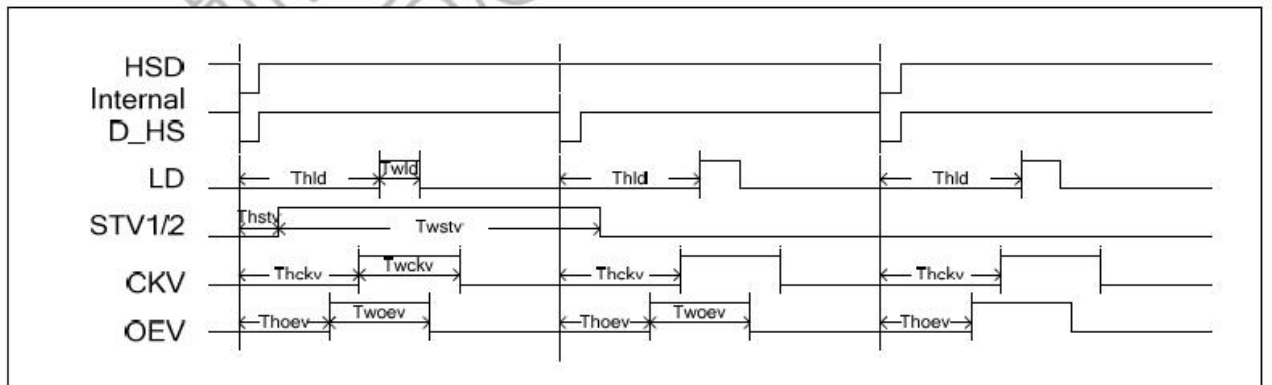 HSD
Internal
D_HS
LD Thld Twld Thld Thld
STV1/2 Thstv Twstv
CKV Thckv Twckv Thckv Thckv
OEV Thoev Twoev Thoev Twoev Thoev